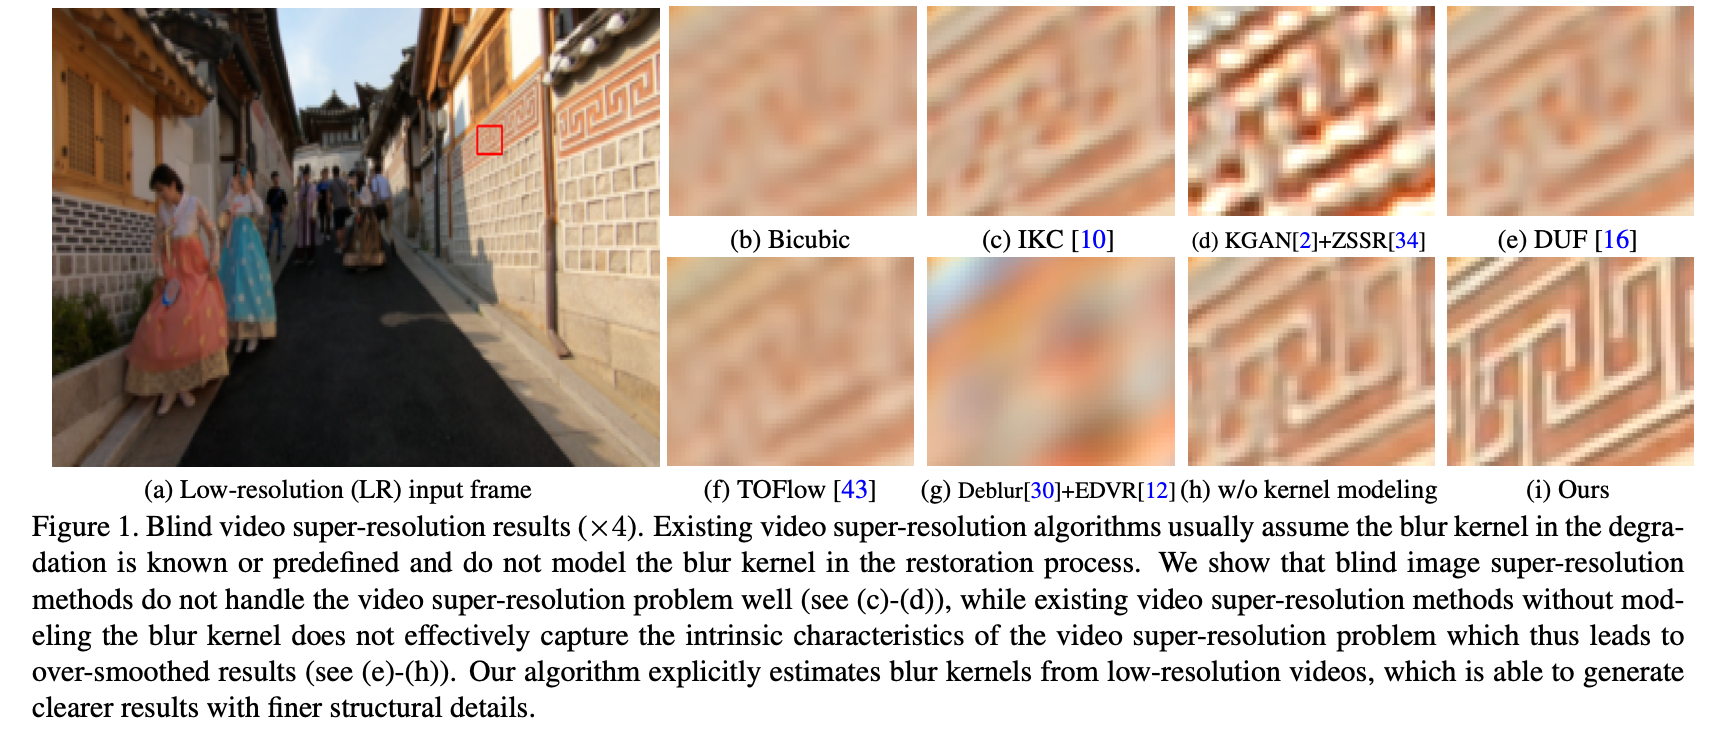 (b) Bicubic
(c) IKC [10]
(d) KGAN[2]+ZSSR[34]
(e) DUF [16]
(a) Low-resolution (LR) input frame
(f) TOFlow [43]
(g) Deblur[30]+EDVR[12]
(h) w/o kernel modeling
(i) Ours
Figure 1. Blind video super-resolution results (×4). Existing video super-resolution algorithms usually assume the blur kernel in the degra-
dation is known or predefined and do not model the blur kernel in the restoration process. We show that blind image super-resolution
methods do not handle the video super-resolution problem well (see (c)-(d)), while existing video super-resolution methods without mod-
eling the blur kernel does not effectively capture the intrinsic characteristics of the video super-resolution problem which thus leads to
over-smoothed results (see (e)-(h)). Our algorithm explicitly estimates blur kernels from low-resolution videos, which is able to generate
clearer results with finer structural details.